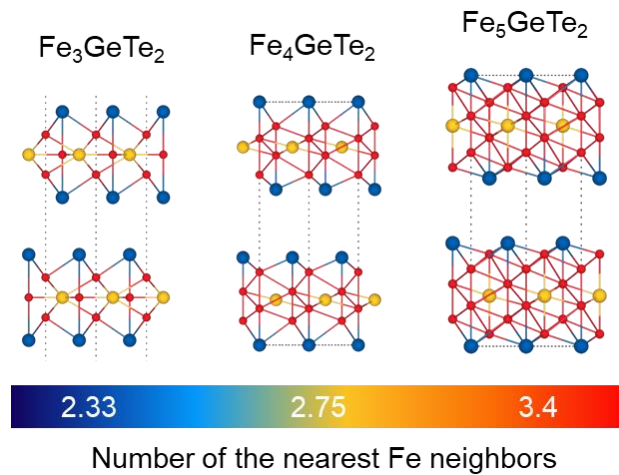 Fe₃GeTe₂
Fe₄GeTe₂
Fe₅GeTe₂
2.33
2.75
3.4
Number of the nearest Fe neighbors